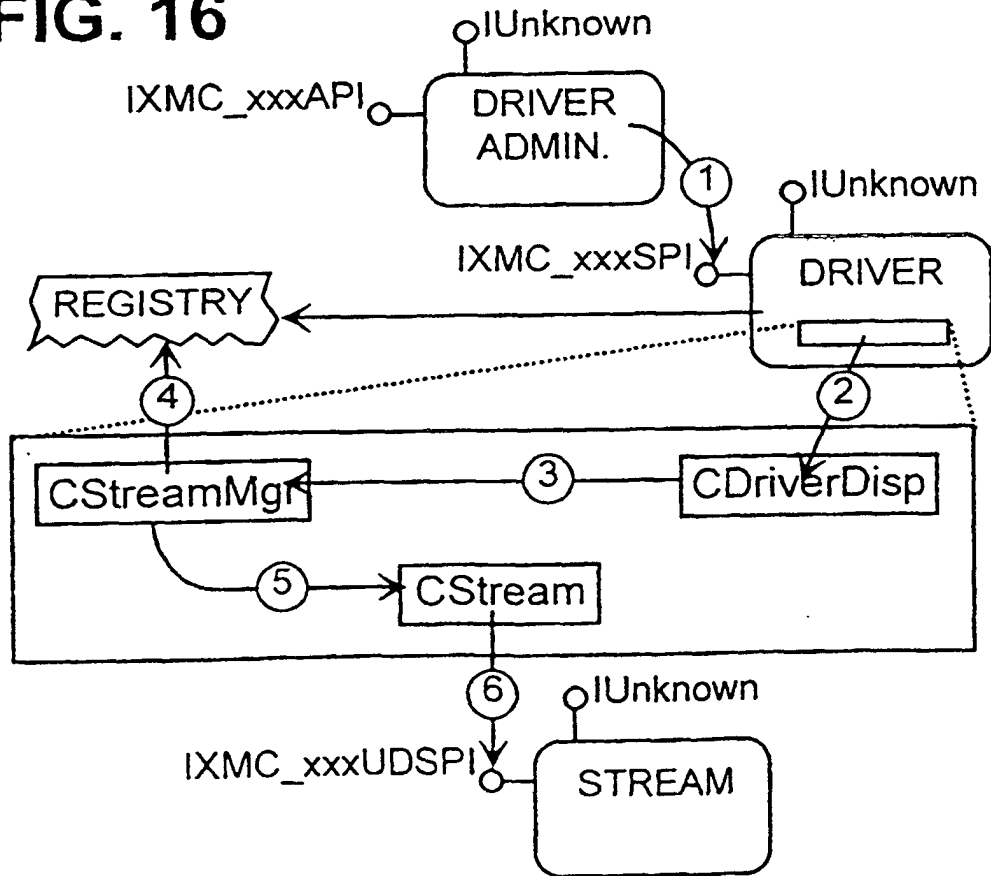 FIG. 16
IUnknown
IXMC_xxxAPI
DRIVER
ADMIN.
1
IUnknown
IXMC_xxxSPI
DRIVER
REGISTRY
2
4
CStreamMgr
3
CDriverDisp
5
CStream
6
IUnknown
IXMC_xxxUDSPI
STREAM